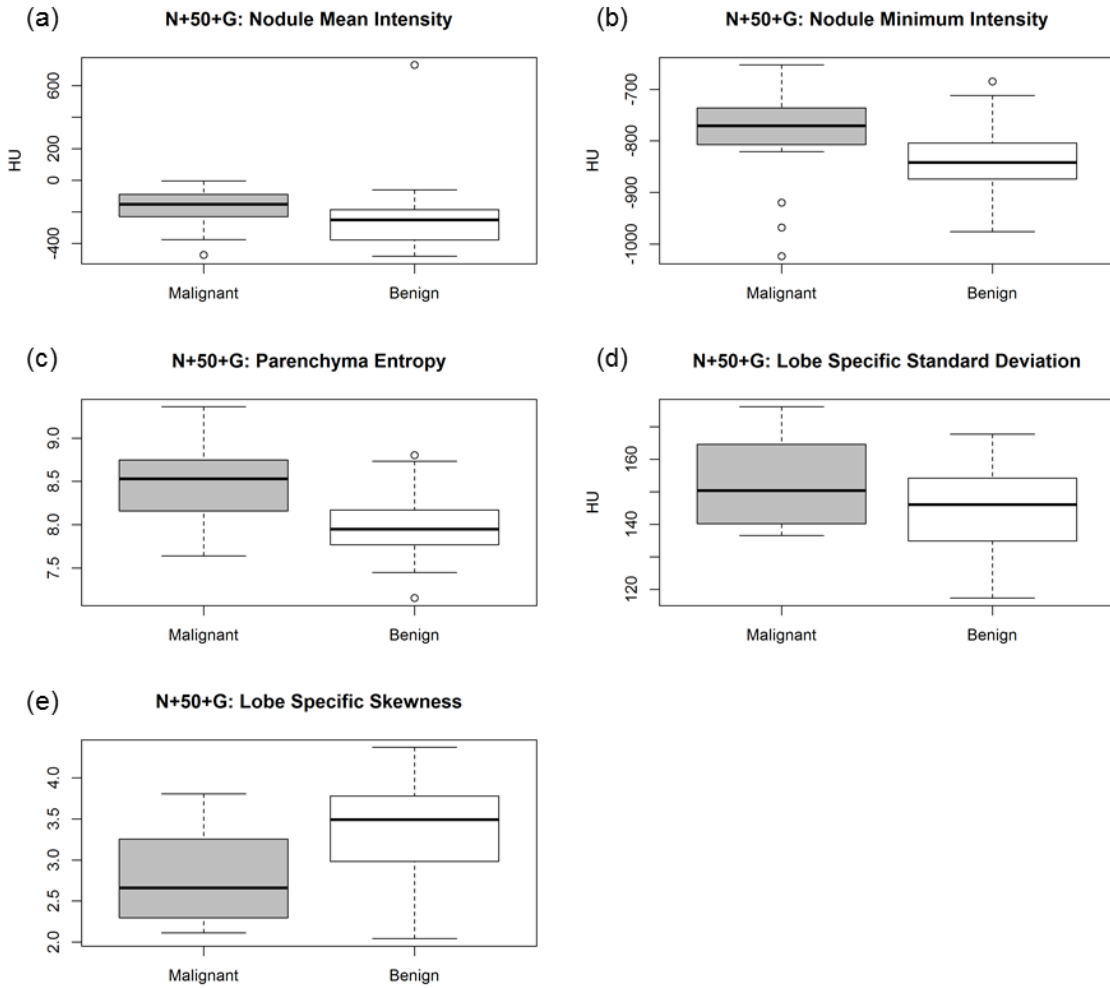 (a)
N+50+G: Nodule Mean Intensity
HU
600
200
0
-400
Malignant
Benign
(b)
N+50+G: Nodule Minimum Intensity
HU
-700
-800
-900
-1000
Malignant
Benign
(c)
N+50+G: Parenchyma Entropy
9.0
8.5
8.0
7.5
Malignant
Benign
(d)
N+50+G: Lobe Specific Standard Deviation
HU
160
140
120
Malignant
Benign
(e)
N+50+G: Lobe Specific Skewness
4.0
3.5
3.0
2.5
2.0
Malignant
Benign